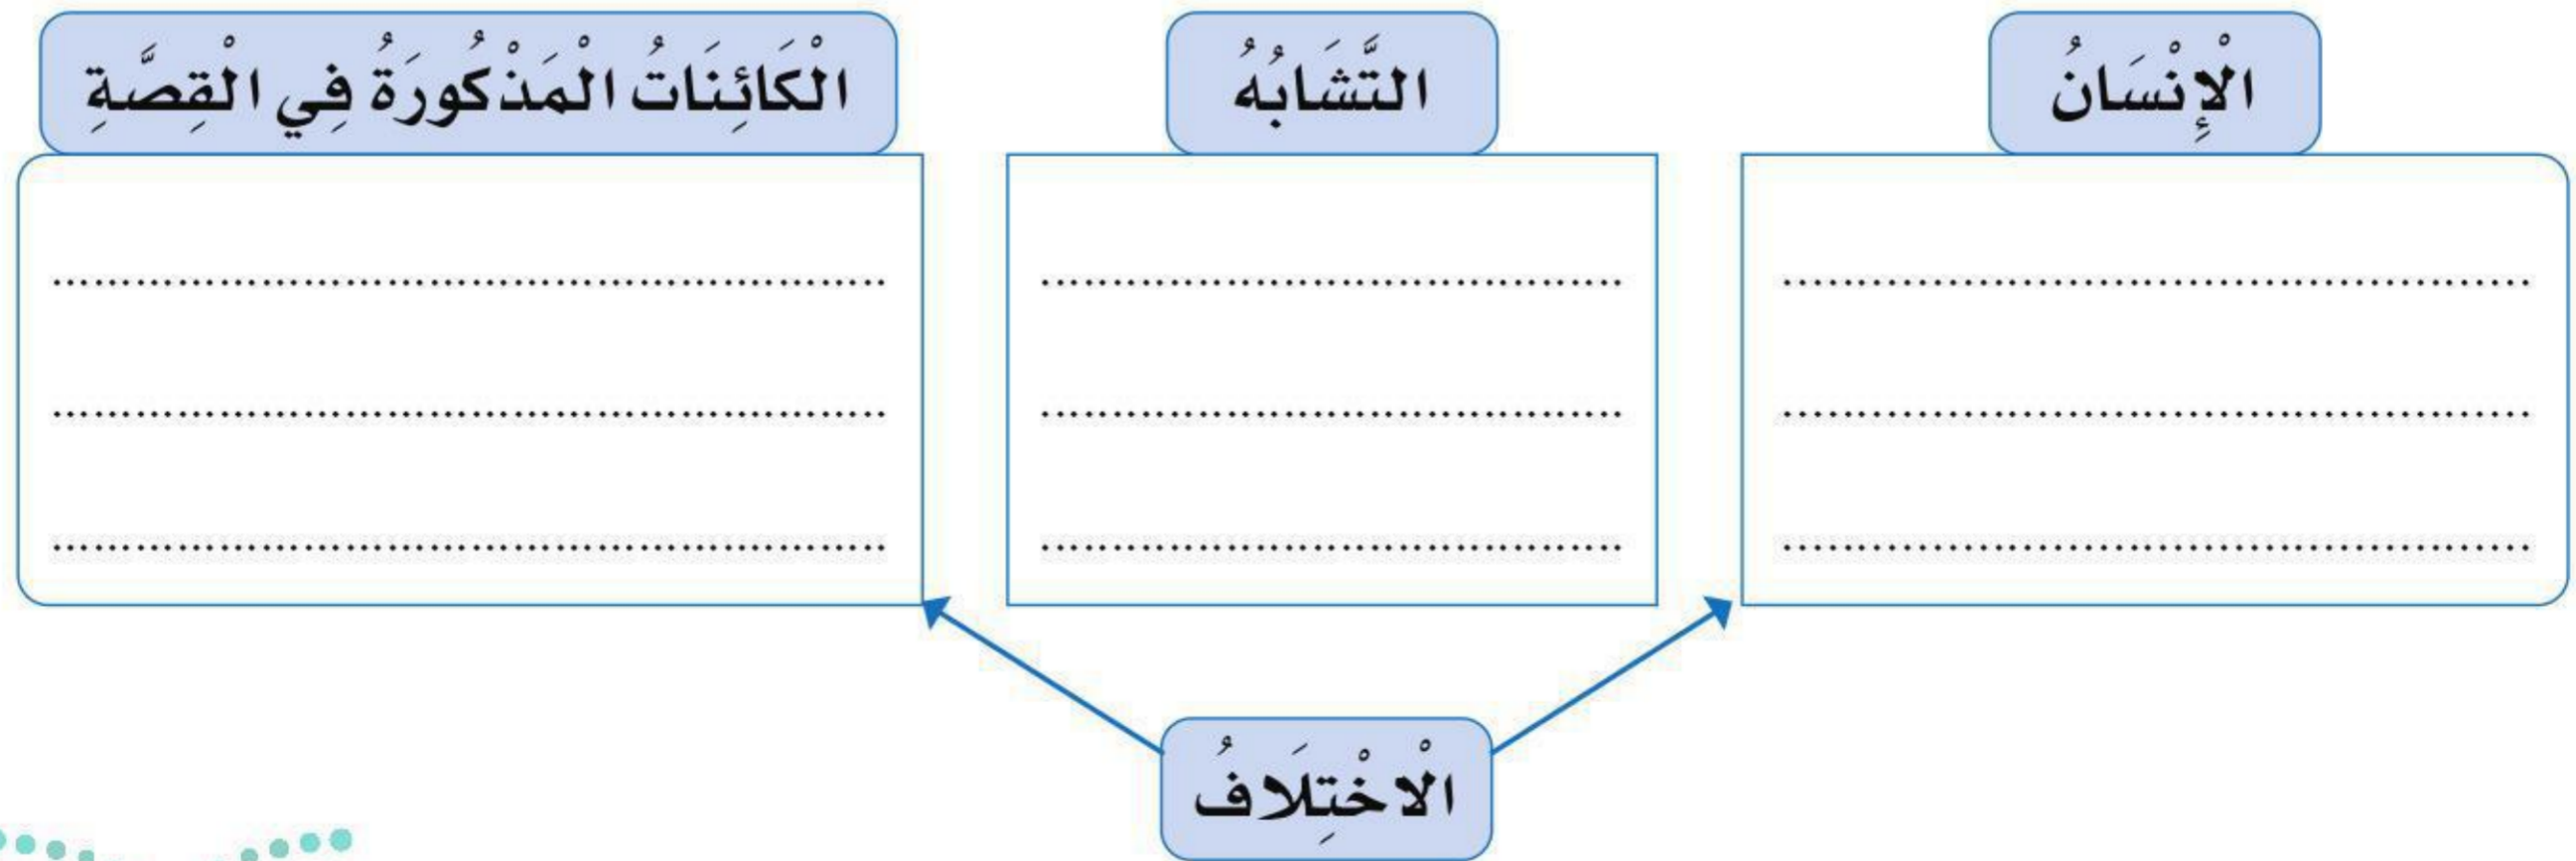 الْإِنْسَانُ
التَّشَابُهُ
الْكَائِنَاتُ الْمَذْكُورَةُ فِي الْقِصَّةِ
الْاخْتِلَافُ